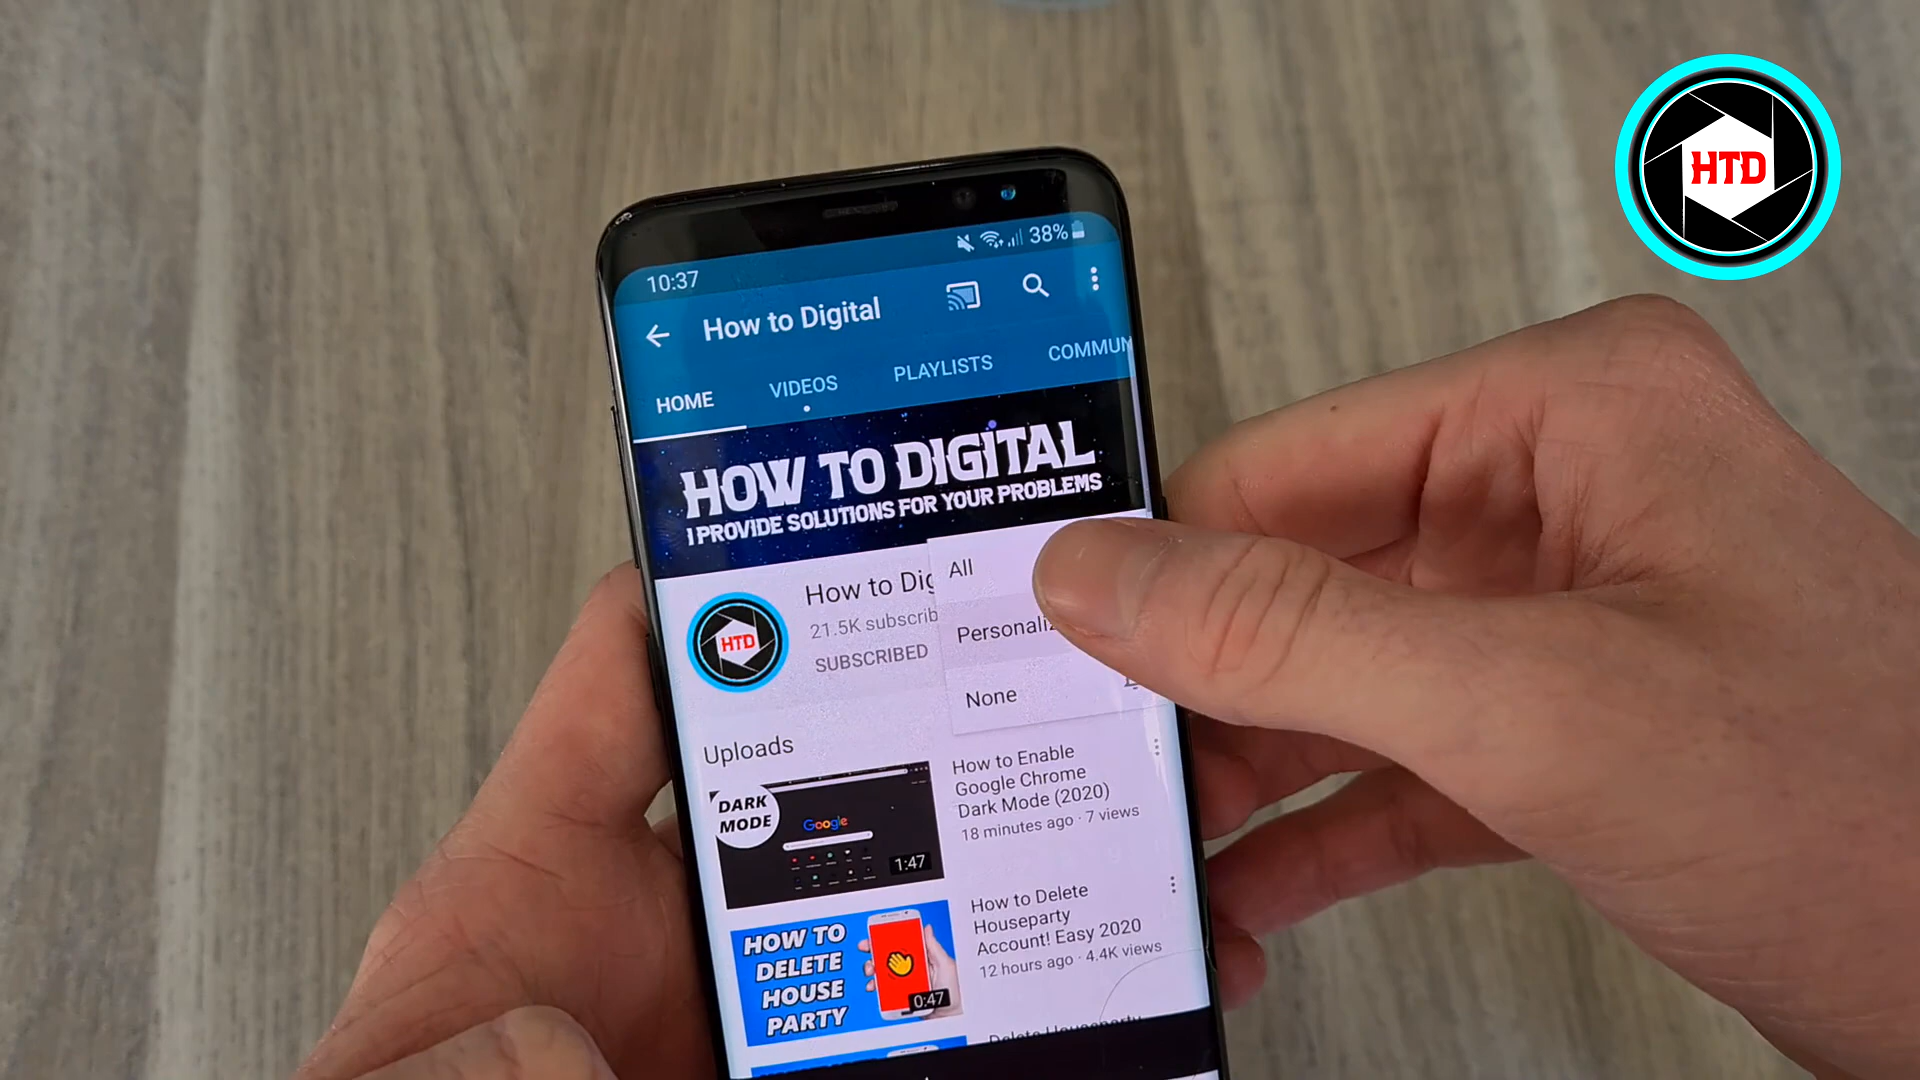 HTD
10:37
38%
How to Digital
HOME
VIDEOS
PLAYLISTS
COMMUN
HOW TO DIGITAL
I PROVIDE SOLUTIONS FOR YOUR PROBLEMS
HTD
How to Dig
21.5K subscrib
SUBSCRIBED
All
Personaliz
None
Uploads
DARK
MODE
Google
1:47
How to Enable
Google Chrome
Dark Mode (2020)
18 minutes ago · 7 views
HOW TO
DELETE
HOUSE
PARTY
0:47
How to Delete
Houseparty
Account! Easy 2020
12 hours ago · 4.4K views
Delete Houseparty